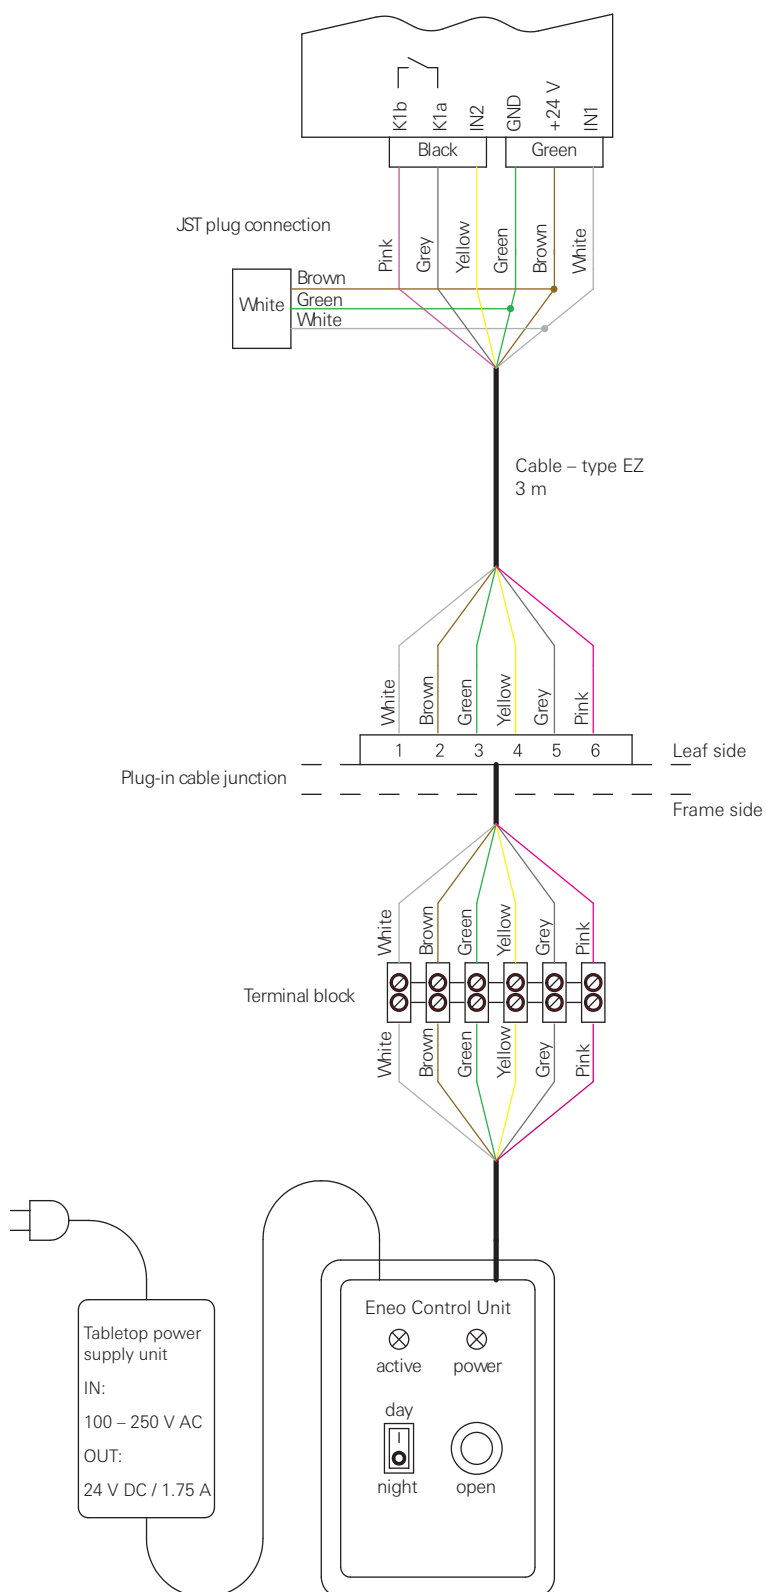 K1b
K1a
IN2
GND
+24 V
IN1
Black
Green
JST plug connection
Pink
Grey
Yellow
Green
Brown
White
Brown
White
Green
White
Cable – type EZ
3 m
White
Brown
Green
Yellow
Grey
Pink
1 2 3 4 5 6
Leaf side
Plug-in cable junction
Frame side
White
Brown
Green
Yellow
Grey
Pink
Terminal block
White
Brown
Green
Yellow
Grey
Pink
Eneo Control Unit
active
power
day
night
open
Tabletop power
supply unit
IN:
100 – 250 V AC
OUT:
24 V DC / 1.75 A